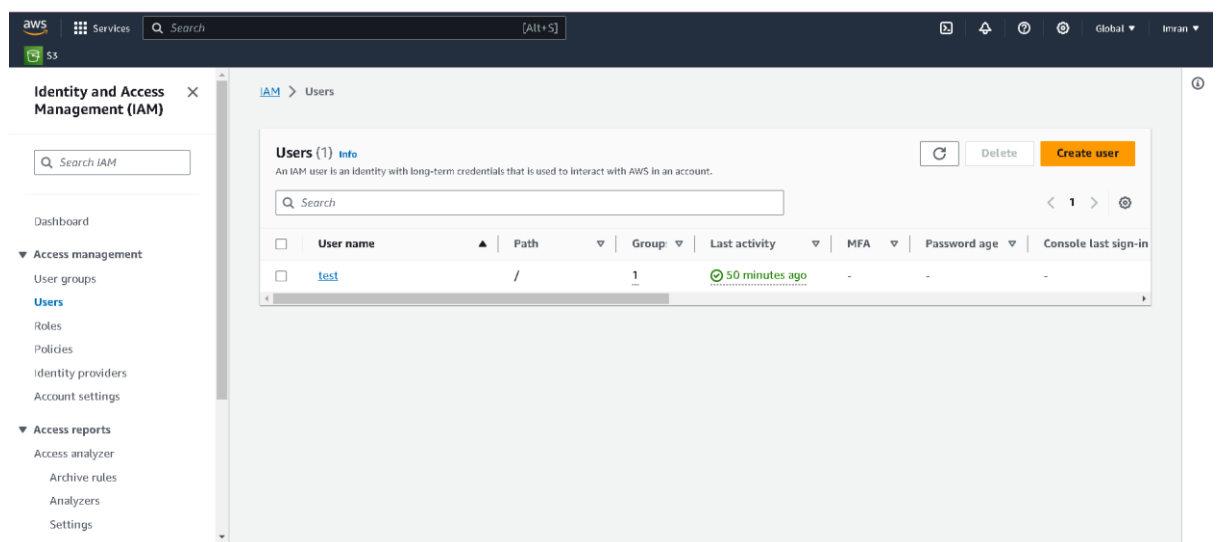 aws Services Search [Alt+S] Global Imran
S3
Identity and Access Management (IAM)
Search IAM
Dashboard
Access management
User groups
Users
Roles
Policies
Identity providers
Account settings
Access reports
Access analyzer
Archive rules
Analyzers
Settings
IAM > Users
Users (1) Info
An IAM user is an identity with long-term credentials that is used to interact with AWS in an account.
Delete Create user
Search
1
User name Path Group: Last activity MFA Password age Console last sign-in
test / 1 50 minutes ago - - -